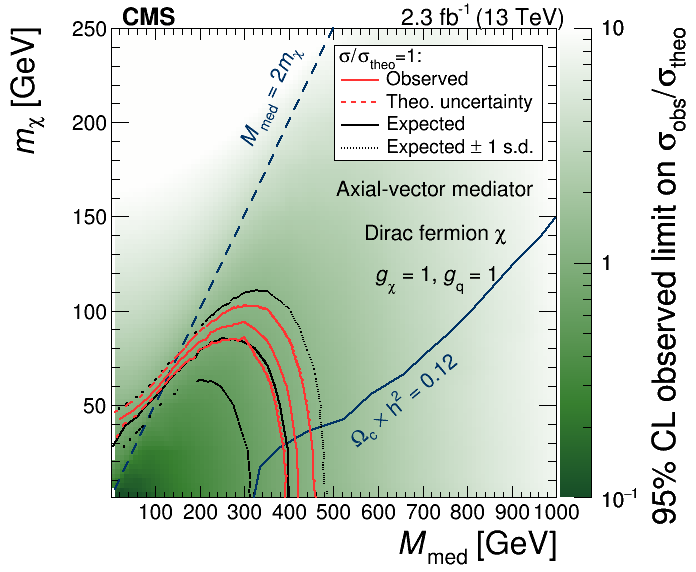 CMS 2.3 fb⁻¹ (13 TeV)
σ/σ_theo=1:
Observed
Theo. uncertainty
Expected
Expected ± 1 s.d.
M_med = 2m_χ
Axial-vector mediator
Dirac fermion χ
g_χ = 1, g_q = 1
Ω_c × h² = 0.12
m_χ [GeV]
250
200
150
100
50
100 200 300 400 500 600 700 800 900 1000
M_med [GeV]
10
1
10⁻¹
95% CL observed limit on σ_obs/σ_theo